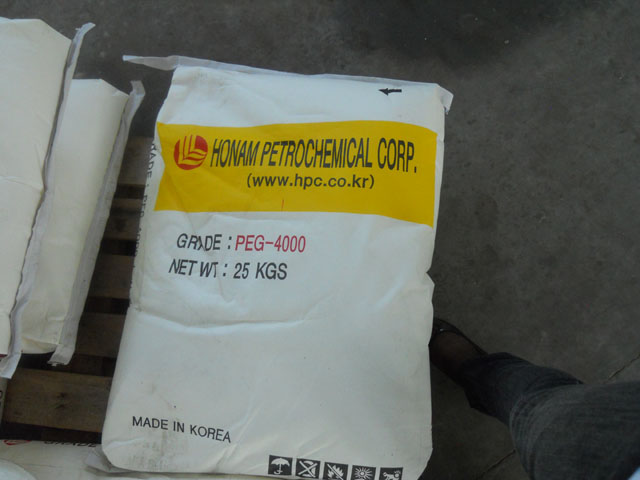 HONAM PETROCHEMICAL CORP.
(www.hpc.co.kr)
GRADE : PEG-4000
NET WT : 25 KGS
MADE IN KOREA